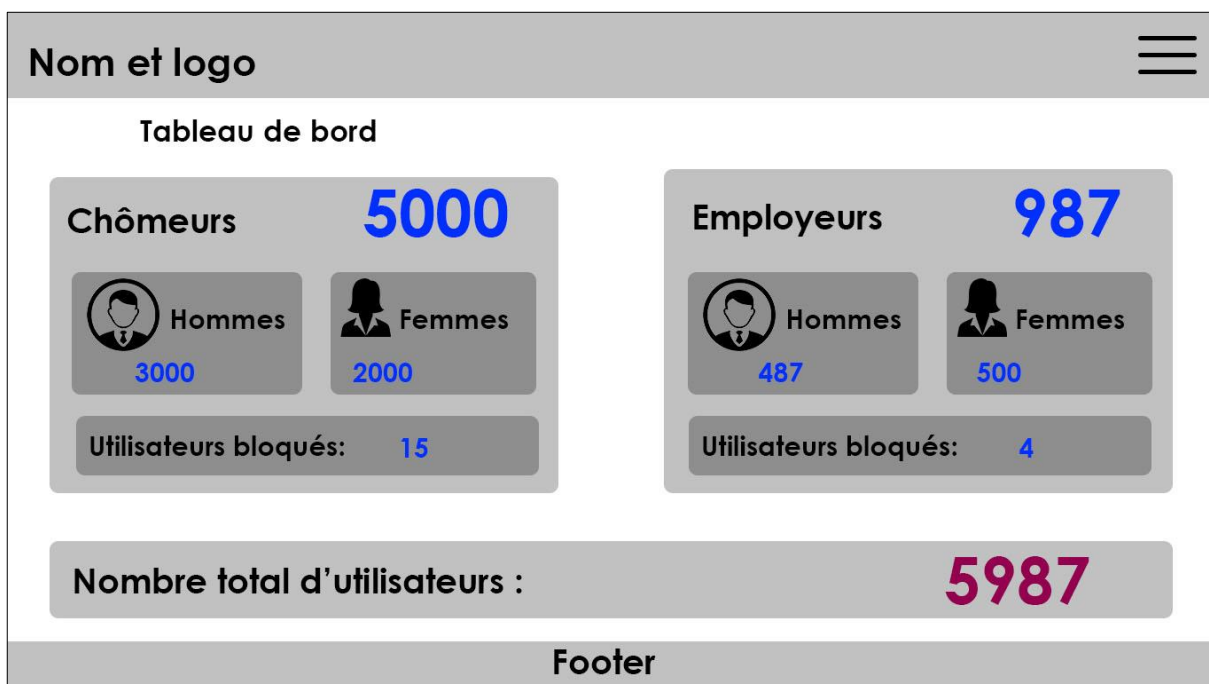 Nom et logo
Tableau de bord
Chômeurs 5000
Hommes
3000
Femmes
2000
Utilisateurs bloqués: 15
Employeurs 987
Hommes
487
Femmes
500
Utilisateurs bloqués: 4
Nombre total d’utilisateurs : 5987
Footer